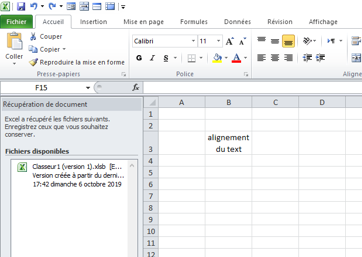 Fichier Accueil Insertion Mise en page Formules Données Révision Affichage
Coller
Couper
Copier
Reproduire la mise en forme
Presse-papiers
Calibri 11 A A
G I S A
Police
Aligne
F15 fx
Récupération de document
Excel a récupéré les fichiers suivants.
Enregistrez ceux que vous souhaitez
conserver.
Fichiers disponibles
Classeur1 (version 1).xlsb [E...
Version créée à partir du derni...
17:42 dimanche 6 octobre 2019
A B C D
1
2
3
alignement
du text
4
5
6
7
8
9
10
11
12